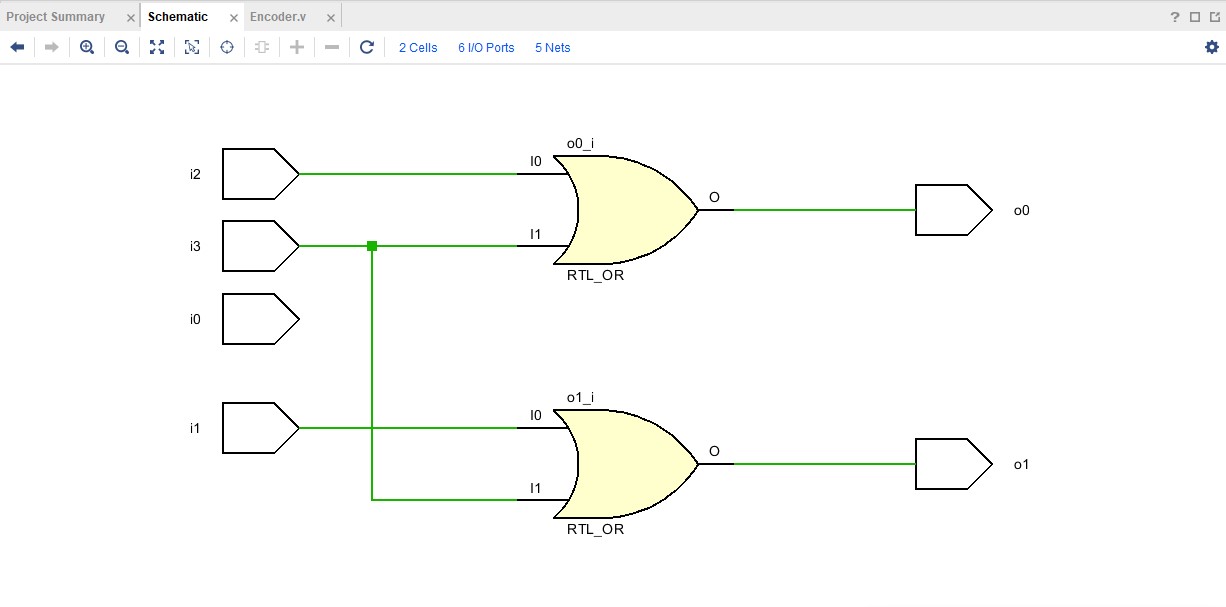 Project Summary
Schematic
Encoder.v
?
2 Cells 6 I/O Ports 5 Nets
o0_i
i2
I0
O
o0
i3
I1
RTL_OR
i0
o1_i
i1
I0
O
o1
I1
RTL_OR